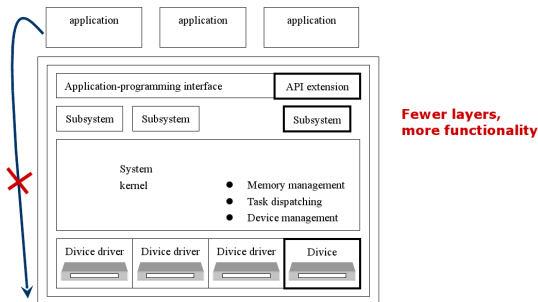 application
application
application
Application-programming interface
API extension
Subsystem
Subsystem
Subsystem
Fewer layers,
more functionality
System
kernel
● Memory management
● Task dispatching
● Device management
Divice driver
Divice driver
Divice driver
Divice